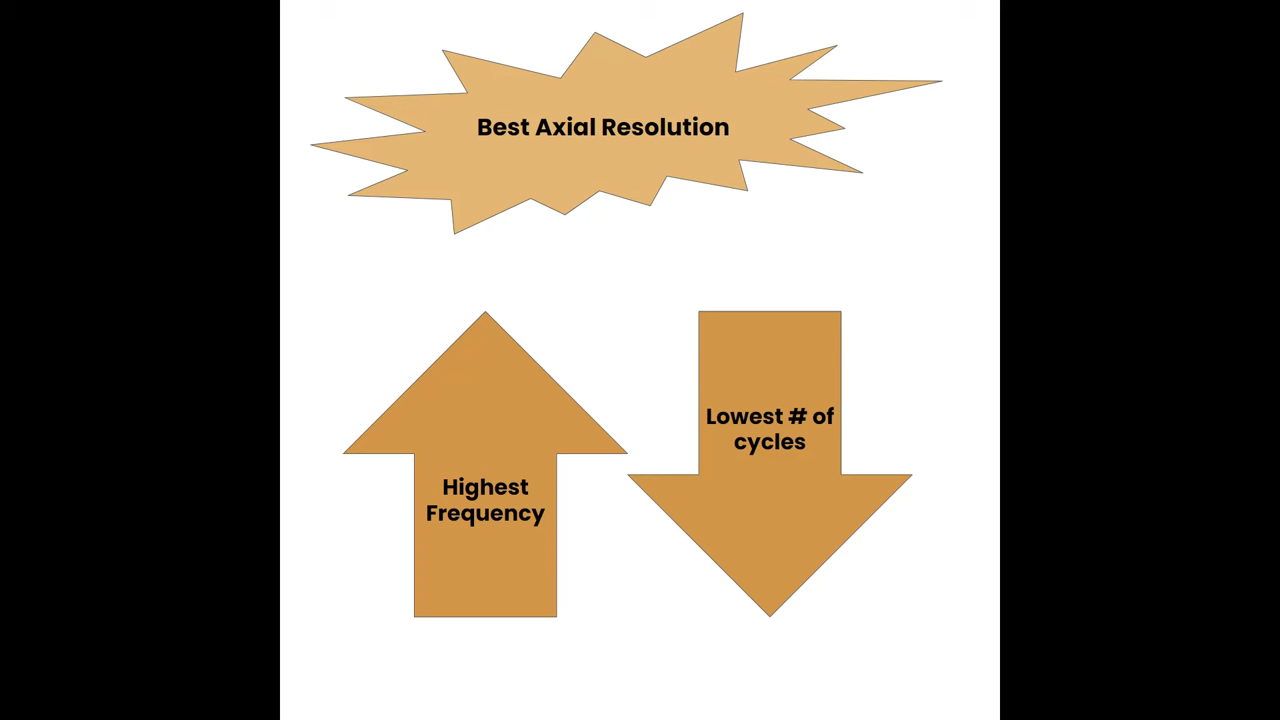 Best Axial Resolution
Highest
Frequency
Lowest # of
cycles